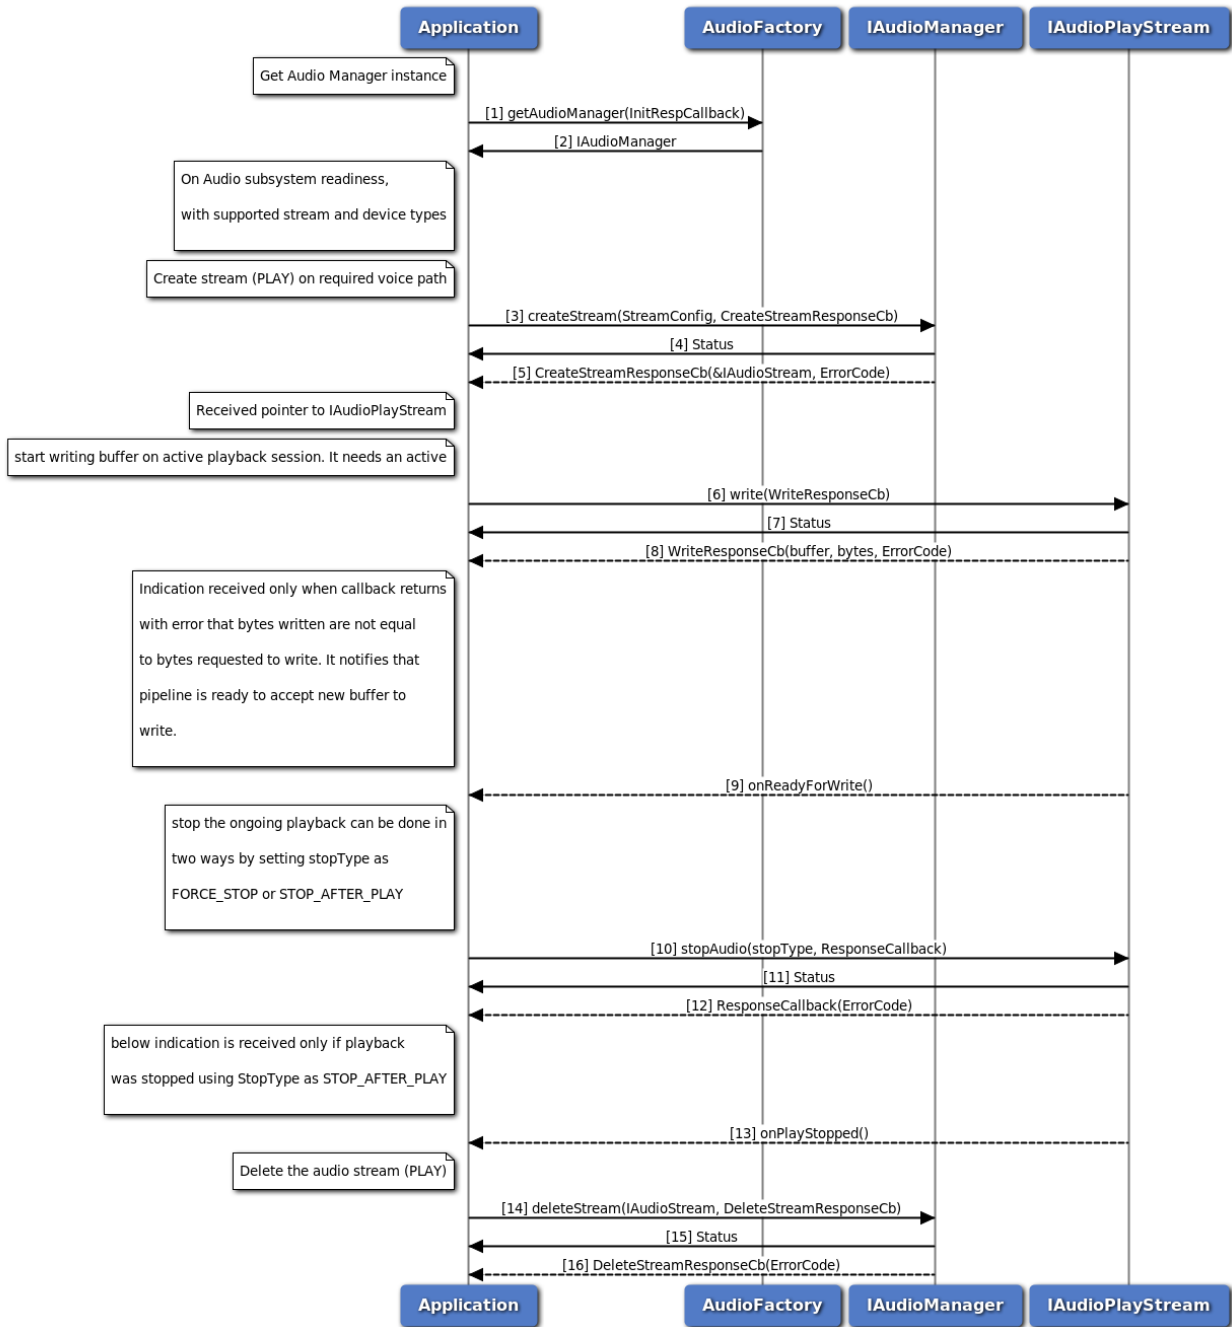 Application
AudioFactory
IAudioManager
IAudioPlayStream
Get Audio Manager instance
[1] getAudioManager(InitRespCallback)
[2] IAudioManager
On Audio subsystem readiness,
with supported stream and device types
Create stream (PLAY) on required voice path
[3] createStream(StreamConfig, CreateStreamResponseCb)
[4] Status
[5] CreateStreamResponseCb(&IAudioStream, ErrorCode)
Received pointer to IAudioPlayStream
start writing buffer on active playback session. It needs an active
[6] write(WriteResponseCb)
[7] Status
[8] WriteResponseCb(buffer, bytes, ErrorCode)
Indication received only when callback returns
with error that bytes written are not equal
to bytes requested to write. It notifies that
pipeline is ready to accept new buffer to
write.
[9] onReadyForWrite()
stop the ongoing playback can be done in
two ways by setting stopType as
FORCE_STOP or STOP_AFTER_PLAY
[10] stopAudio(stopType, ResponseCallback)
[11] Status
[12] ResponseCallback(ErrorCode)
below indication is received only if playback
was stopped using StopType as STOP_AFTER_PLAY
[13] onPlayStopped()
Delete the audio stream (PLAY)
[14] deleteStream(IAudioStream, DeleteStreamResponseCb)
[15] Status
[16] DeleteStreamResponseCb(ErrorCode)
Application
AudioFactory
IAudioManager
IAudioPlayStream